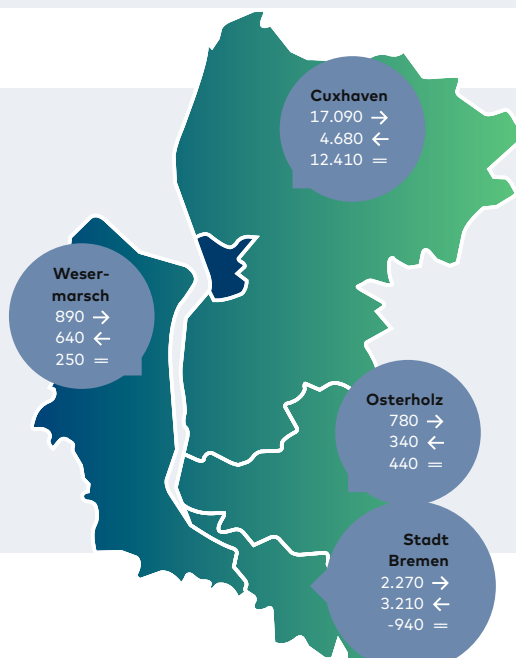 Cuxhaven
17.090 →
4.680 ←
12.410 =
Weser-
marsch
890 →
640 ←
250 =
Osterholz
780 →
340 ←
440 =
Stadt
Bremen
2.270 →
3.210 ←
-940 =